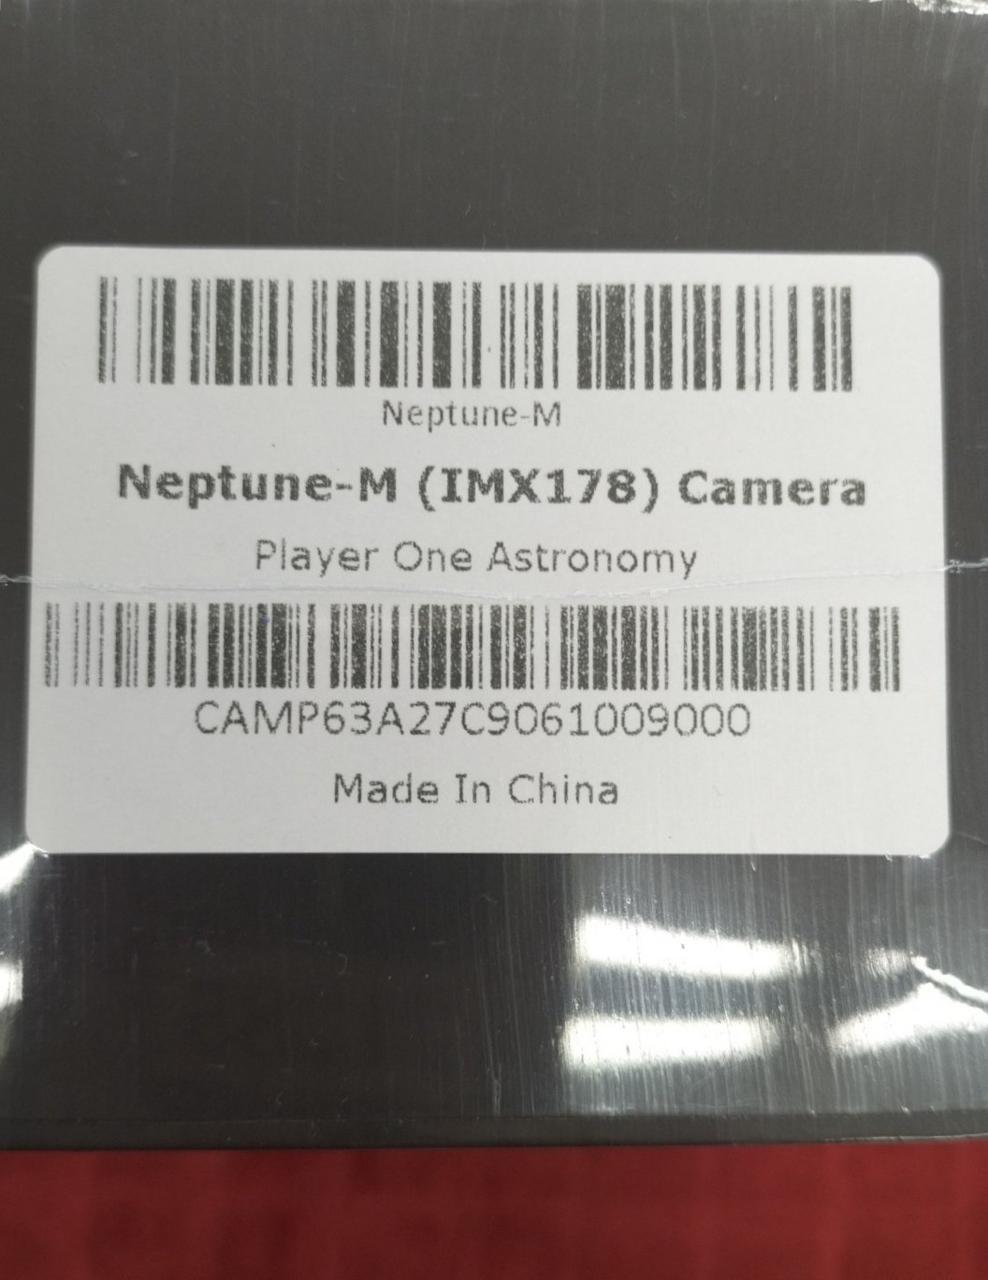 Neptune-M
Neptune-M (IMX178) Camera
Player One Astronomy
CAMP63A27C9061009000
Made In China